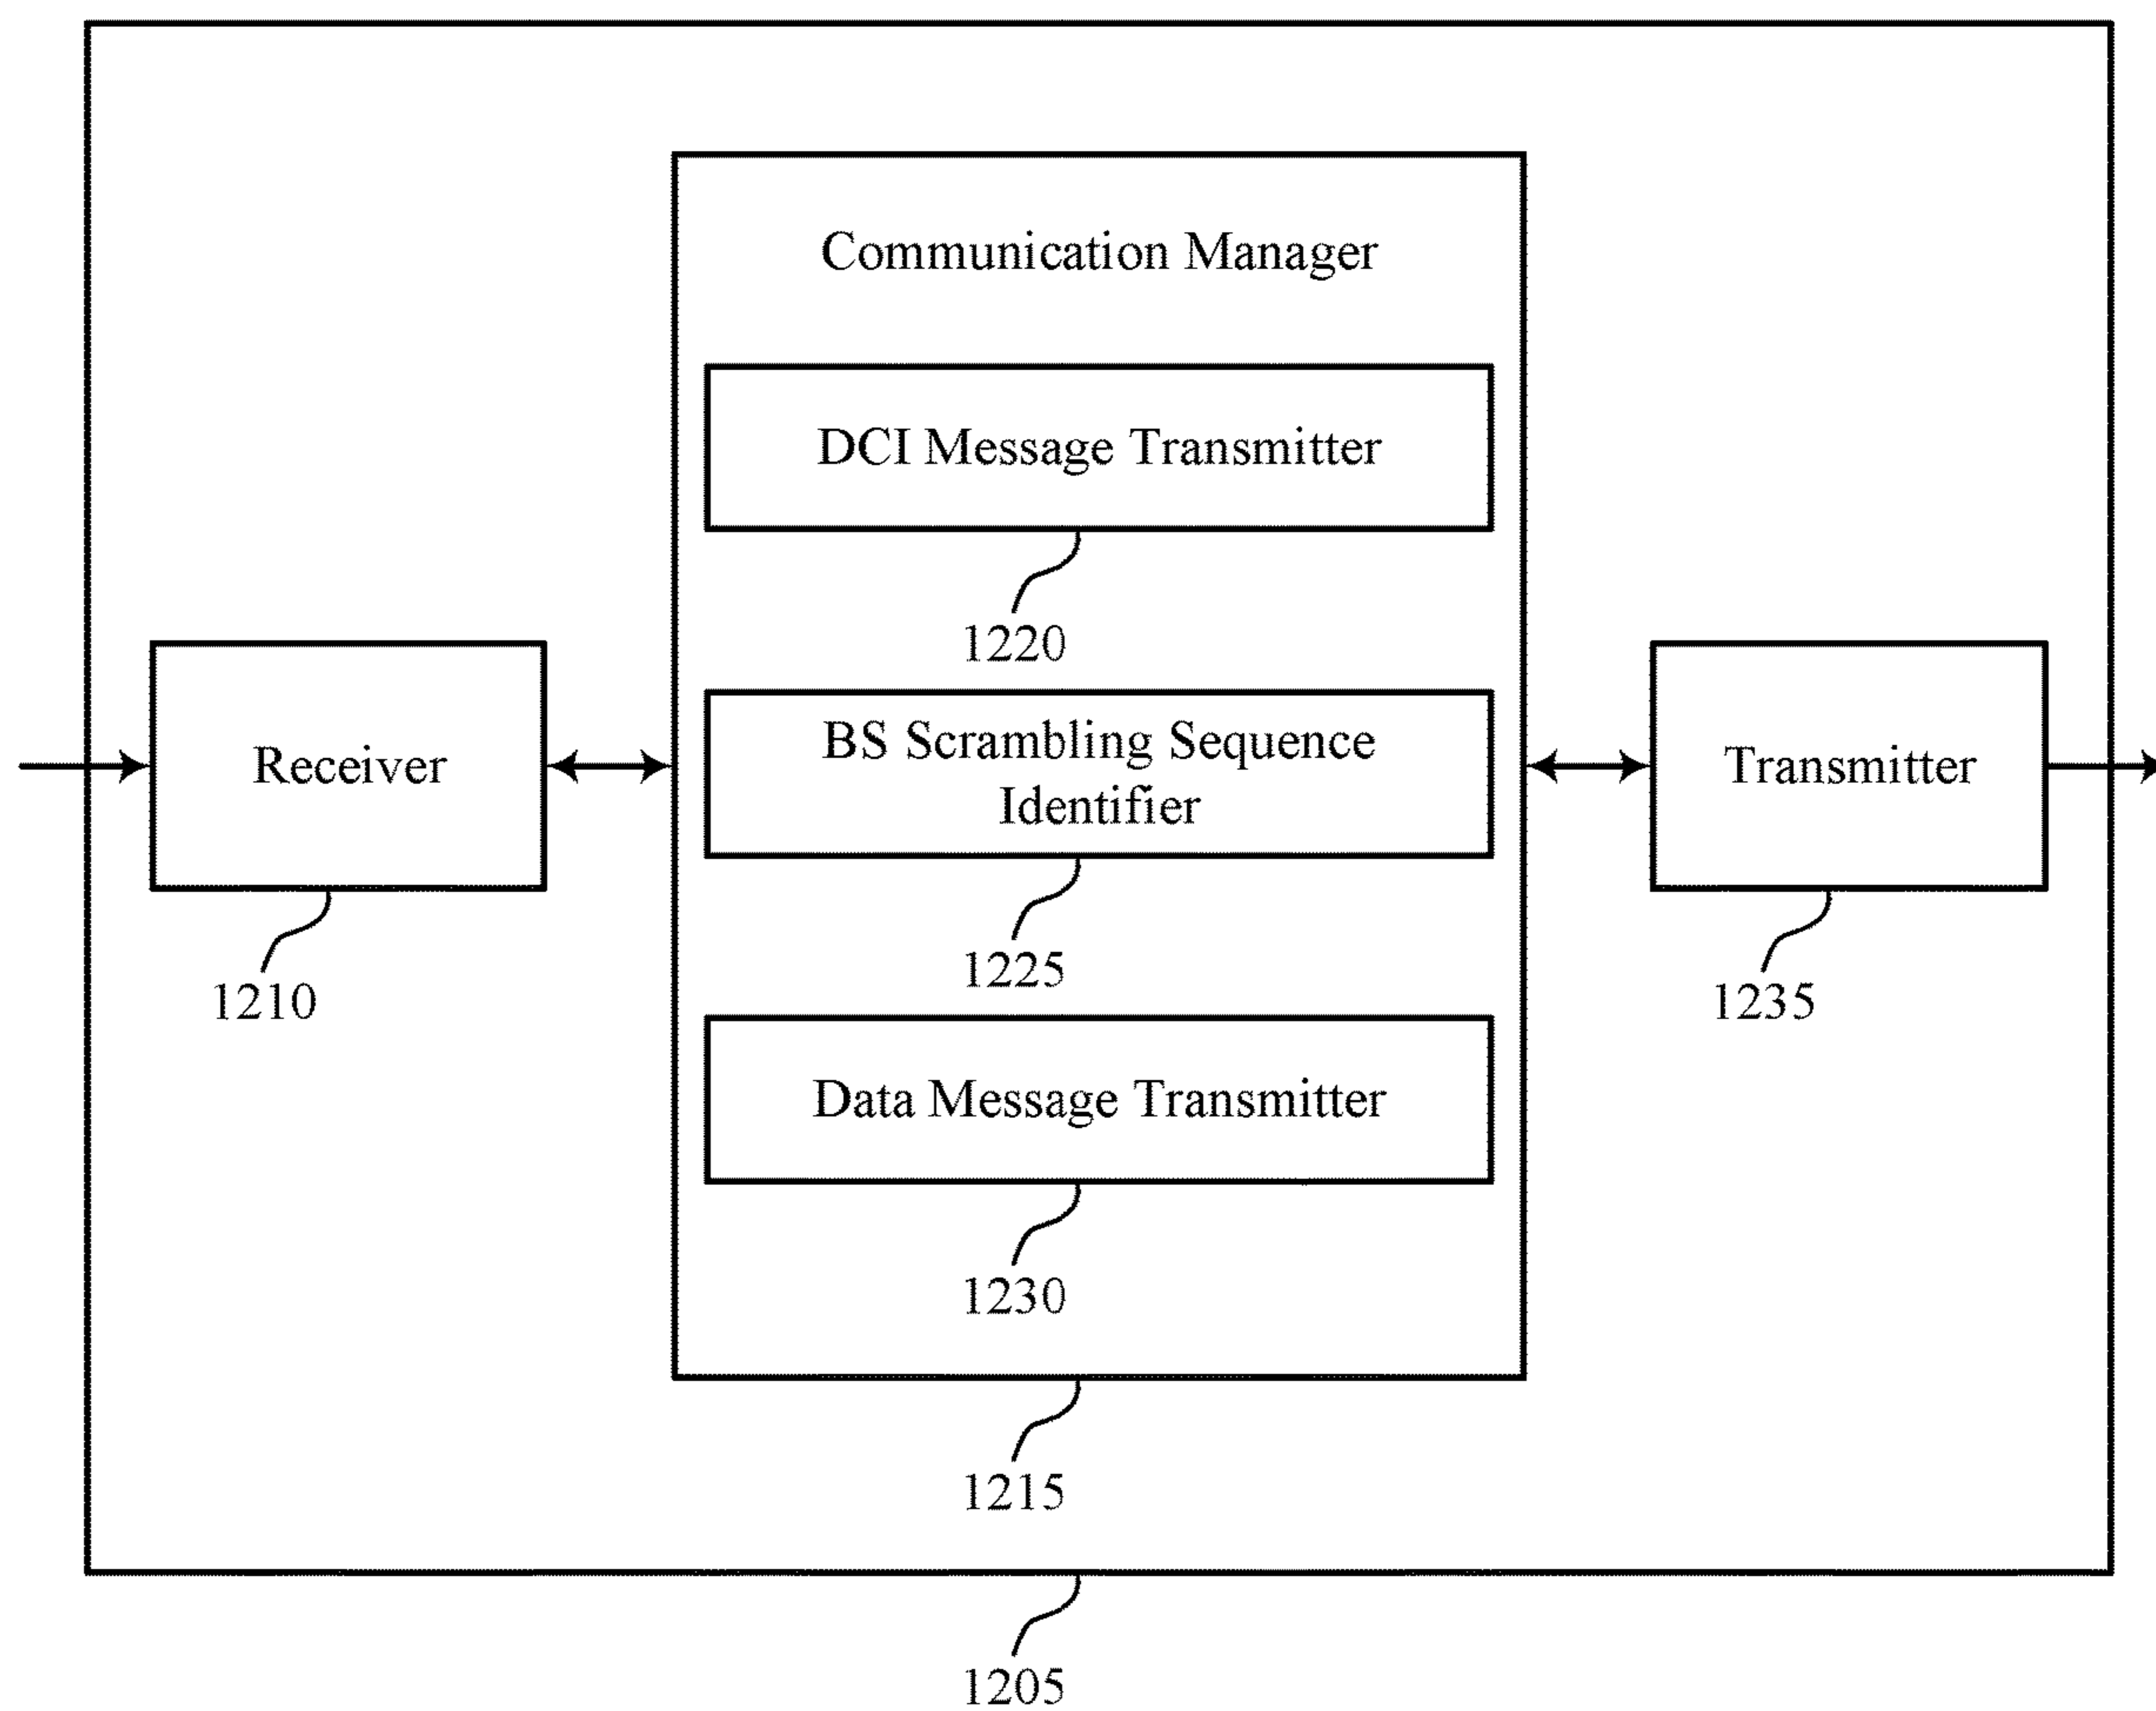 Communication Manager
DCI Message Transmitter
1220
Receiver
1210
BS Scrambling Sequence
Identifier
1225
Transmitter
1235
Data Message Transmitter
1230
1215
1205